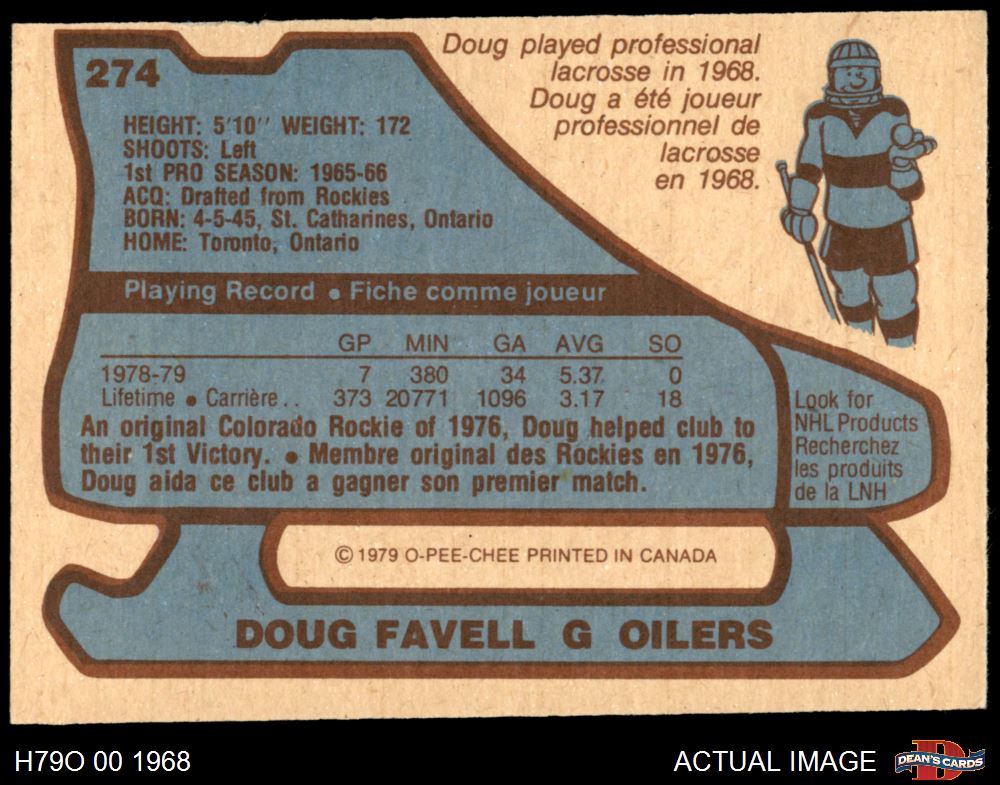 274
Doug played professional
lacrosse in 1968.
Doug a été joueur
professionnel de
lacrosse
en 1968.
HEIGHT: 5'10" WEIGHT: 172
SHOOTS: Left
1st PRO SEASON: 1965-66
ACQ: Drafted from Rockies
BORN: 4-5-45, St. Catharines, Ontario
HOME: Toronto, Ontario
Playing Record • Fiche comme joueur
GP MIN GA AVG SO
1978-79 7 380 34 5.37 0
Lifetime • Carrière . . 373 20771 1096 3.17 18
An original Colorado Rockie of 1976, Doug helped club to
their 1st Victory. • Membre original des Rockies en 1976,
Doug aida ce club a gagner son premier match.
Look for
NHL Products
Recherchez
les produits
de la LNH
© 1979 O-PEE-CHEE PRINTED IN CANADA
DOUG FAVELL G OILERS
H79O 00 1968
ACTUAL IMAGE
DEAN'S CARDS